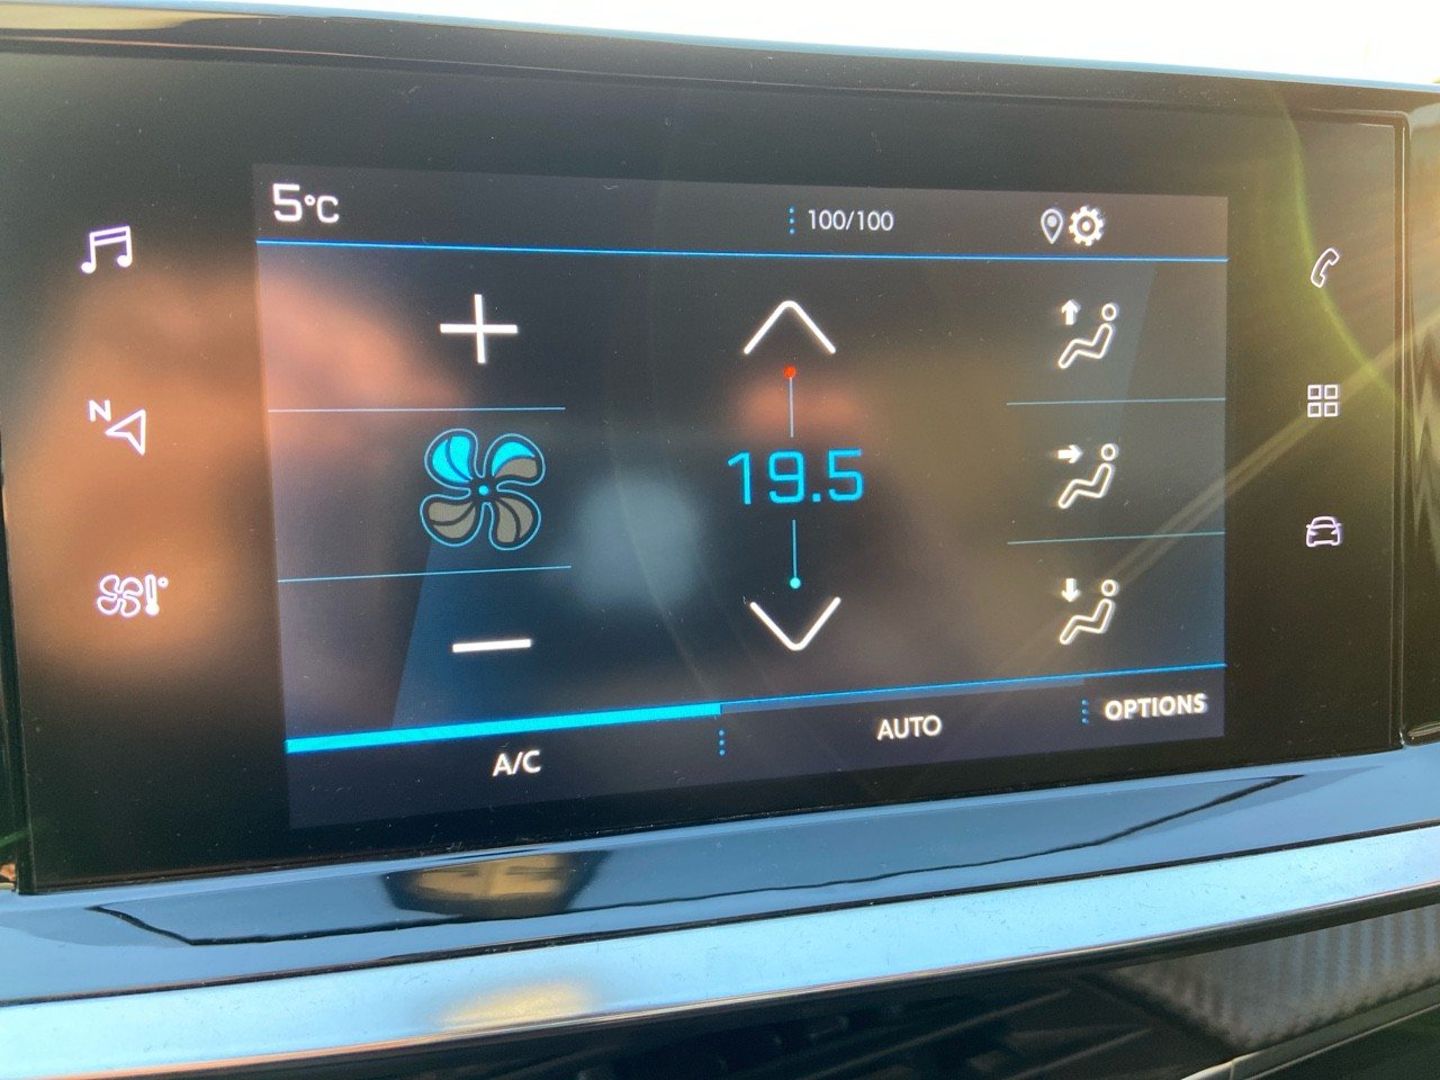 5°C
100/100
N
19.5
A/C
AUTO
OPTIONS